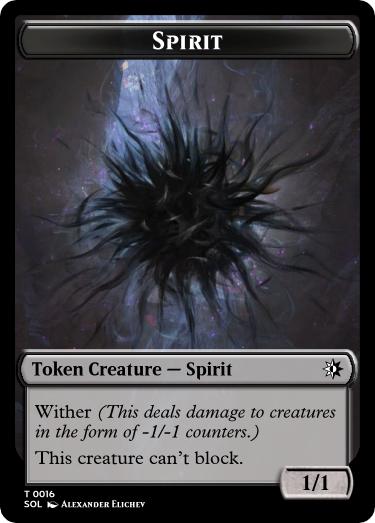 Spirit
Token Creature — Spirit
Wither (This deals damage to creatures
in the form of -1/-1 counters.)
This creature can't block.
1/1
T 0016
SOL Alexander Elichev